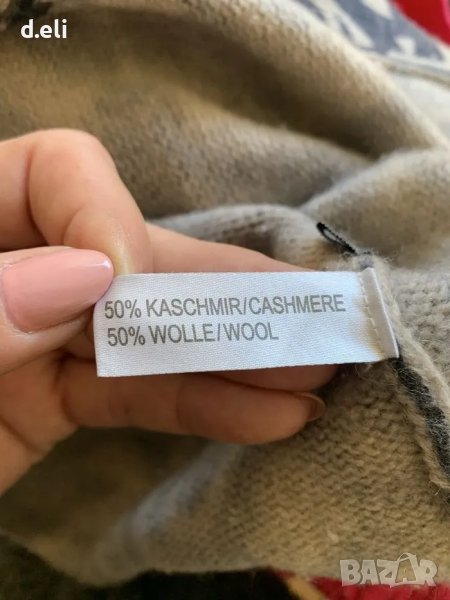 d.eli
50% KASCHMIR/CASHMERE
50% WOLLE/WOOL
BAZAR